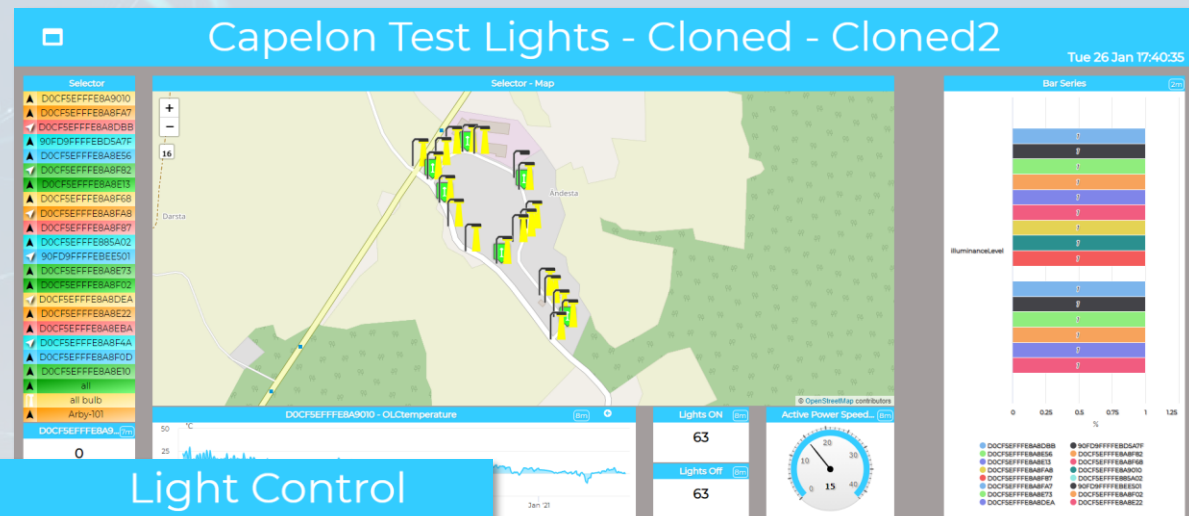 Capelon Test Lights - Cloned - Cloned2
Tue 26 Jan 17:40:35
Selector
D0CF5EFFFE8A9010
D0CF5EFFFE8A8FA7
D0CF5EFFFE8A8DBB
90FD9FFFFEBD5A7F
D0CF5EFFFE8A8E56
D0CF5EFFFE8A8F82
D0CF5EFFFE8A8E13
D0CF5EFFFE8A8F68
D0CF5EFFFE8A8FA8
D0CF5EFFFE8A8F87
D0CF5EFFFE885A02
90FD9FFFFEBEE501
D0CF5EFFFE8A8E73
D0CF5EFFFE8A8F02
D0CF5EFFFE8A8DEA
D0CF5EFFFE8A8E22
D0CF5EFFFE8A8EBA
D0CF5EFFFE8A8F4A
D0CF5EFFFE8A8F0D
D0CF5EFFFE8A8E10
all
all bulb
Arby-101
D0CF5EFFFE8A9... 7m
0
Selector - Map
+
−
16
Darsta
Andesta
© OpenStreetMap contributors
D0CF5EFFFE8A9010 - OLCtemperature 8m
°C
50
25
Jan '21
Lights ON 8m
63
Lights Off 8m
63
Active Power Speed... 8m
0 10 20 30 40
15
Bar Series 2m
illuminanceLevel
0 0.25 0.5 0.75 1 1.25
%
D0CF5EFFFE8A8DBB 90FD9FFFFEBD5A7F
D0CF5EFFFE8A8E56 D0CF5EFFFE8A8F82
D0CF5EFFFE8A8E13 D0CF5EFFFE8A8F68
D0CF5EFFFE8A8FA8 D0CF5EFFFE8A9010
D0CF5EFFFE8A8F87 D0CF5EFFFE885A02
D0CF5EFFFE8A8FA7 90FD9FFFFEBEE501
D0CF5EFFFE8A8E73 D0CF5EFFFE8A8F02
D0CF5EFFFE8A8DEA D0CF5EFFFE8A8E22
Light Control